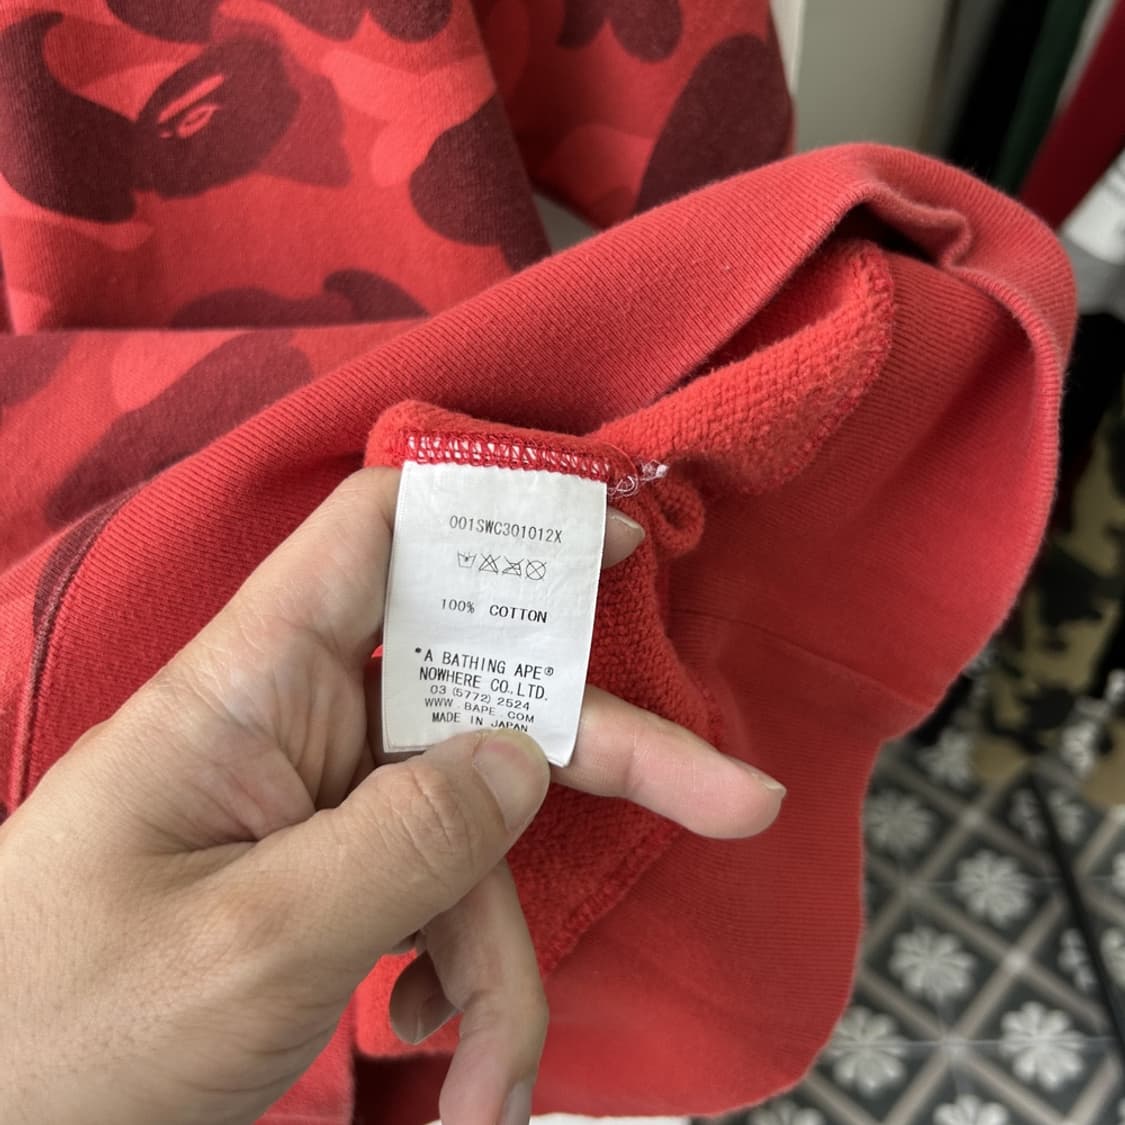 001SWC301012X
100% COTTON
*A BATHING APE®
NOWHERE CO.,LTD.
03 (5772) 2524
WWW.BAPE.COM
MADE IN JAPAN